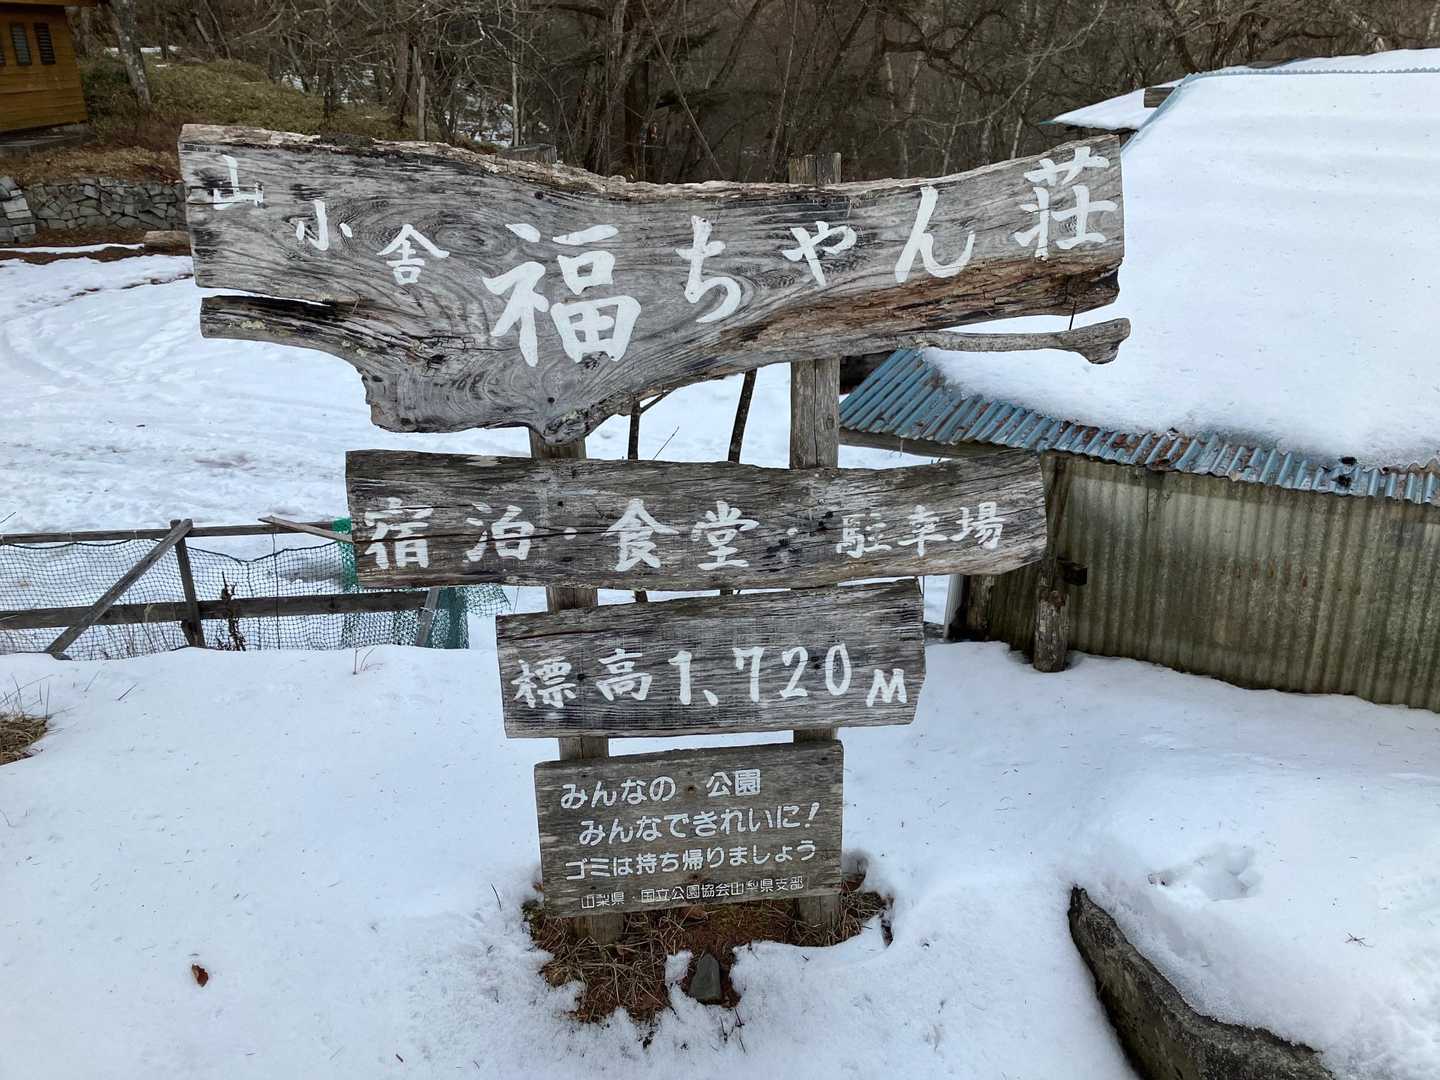 山小舎 福ちゃん荘
宿泊・食堂・駐車場
標高1,720M
みんなの 公園
みんなできれいに!
ゴミは持ち帰りましょう
山梨県・国立公園協会山梨県支部